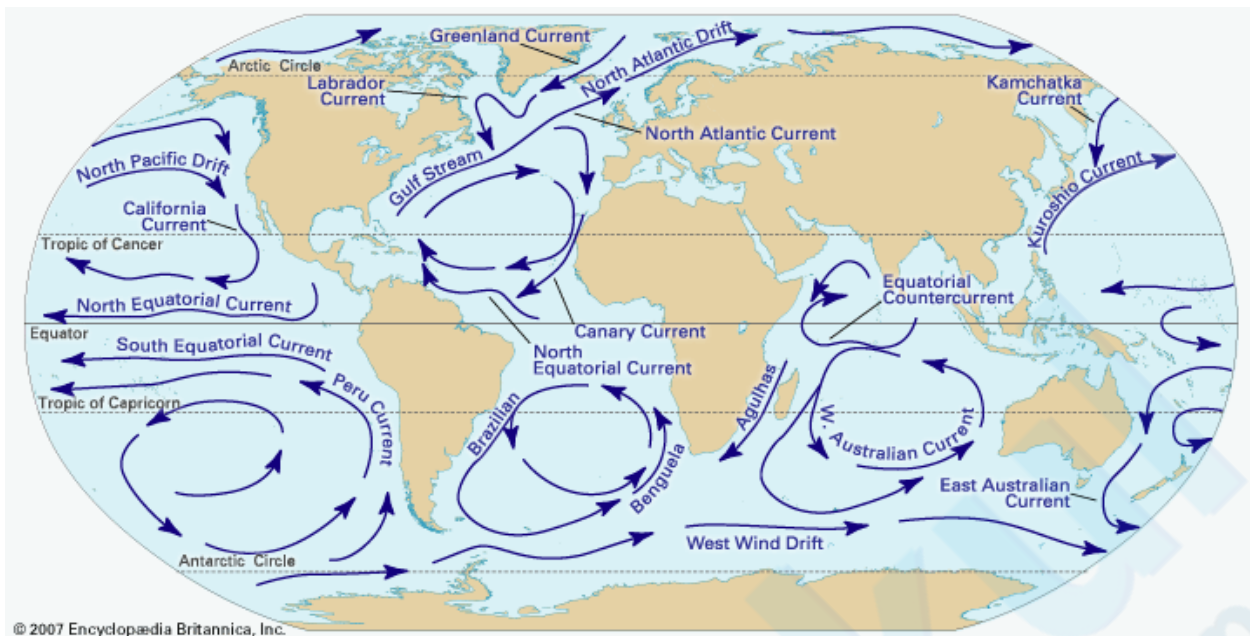 Greenland Current
North Atlantic Drift
Arctic Circle
Labrador
Current
Kamchatka
Current
North Atlantic Current
North Pacific Drift
Gulf Stream
Kuroshio Current
California
Current
Tropic of Cancer
Equatorial
Countercurrent
North Equatorial Current
Equator
Canary Current
South Equatorial Current
North
Equatorial Current
Peru Current
Tropic of Capricorn
Brazilian
Agulhas
W. Australian Current
Benguela
East Australian
Current
West Wind Drift
Antarctic Circle
© 2007 Encyclopædia Britannica, Inc.